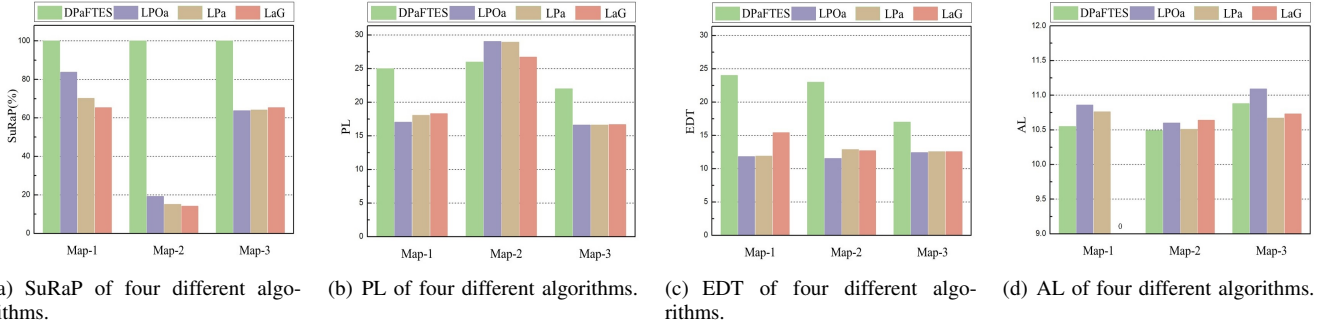 DPaFTES LPOa LPa LaG
SuRaP(%)
100
80
60
40
20
0
Map-1 Map-2 Map-3
a) SuRaP of four different algo-
ithms.
DPaFTES LPOa LPa LaG
PL
30
25
20
15
10
5
0
Map-1 Map-2 Map-3
(b) PL of four different algorithms.
DPaFTES LPOa LPa LaG
EDT
30
25
20
15
10
5
0
Map-1 Map-2 Map-3
(c) EDT of four different algo-
rithms.
DPaFTES LPOa LPa LaG
AL
12.0
11.5
11.0
10.5
10.0
9.5
9.0
0
Map-1 Map-2 Map-3
(d) AL of four different algorithms.